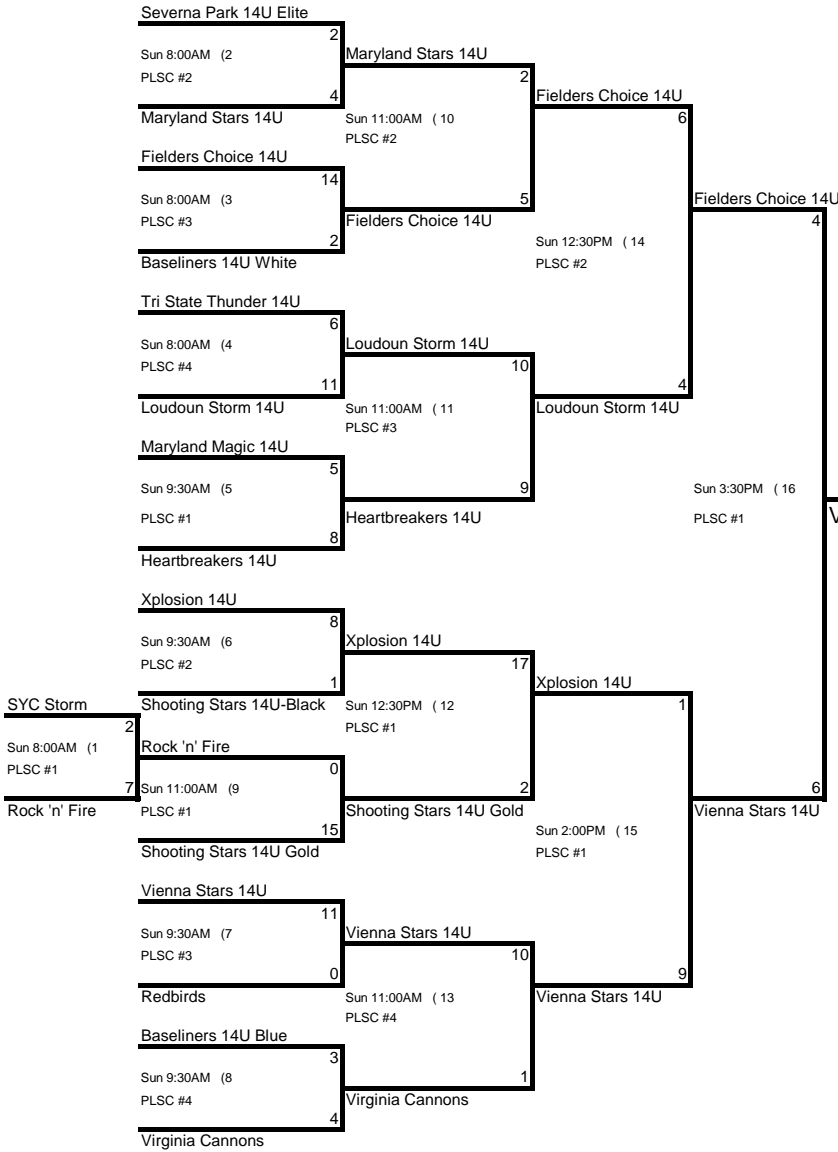 Severna Park 14U Elite
2
Sun 8:00AM (2
PLSC #2
4
Maryland Stars 14U
Maryland Stars 14U
2
Sun 11:00AM ( 10
PLSC #2
5
Fielders Choice 14U
Fielders Choice 14U
14
Sun 8:00AM (3
PLSC #3
2
Baseliners 14U White
Fielders Choice 14U
6
Sun 12:30PM ( 14
PLSC #2
4
Loudoun Storm 14U
Tri State Thunder 14U
6
Sun 8:00AM (4
PLSC #4
11
Loudoun Storm 14U
Loudoun Storm 14U
10
Sun 11:00AM ( 11
PLSC #3
9
Heartbreakers 14U
Maryland Magic 14U
5
Sun 9:30AM (5
PLSC #1
8
Heartbreakers 14U
Fielders Choice 14U
4
Sun 3:30PM ( 16
PLSC #1
V
6
Vienna Stars 14U
Xplosion 14U
8
Sun 9:30AM (6
PLSC #2
1
Shooting Stars 14U-Black
Xplosion 14U
17
Sun 12:30PM ( 12
PLSC #1
2
Shooting Stars 14U Gold
SYC Storm
2
Sun 8:00AM (1
PLSC #1
7
Rock 'n' Fire
Rock 'n' Fire
0
Sun 11:00AM (9
PLSC #1
15
Shooting Stars 14U Gold
Xplosion 14U
1
Sun 2:00PM ( 15
PLSC #1
9
Vienna Stars 14U
Vienna Stars 14U
11
Sun 9:30AM (7
PLSC #3
0
Redbirds
Vienna Stars 14U
10
Sun 11:00AM ( 13
PLSC #4
1
Virginia Cannons
Baseliners 14U Blue
3
Sun 9:30AM (8
PLSC #4
4
Virginia Cannons